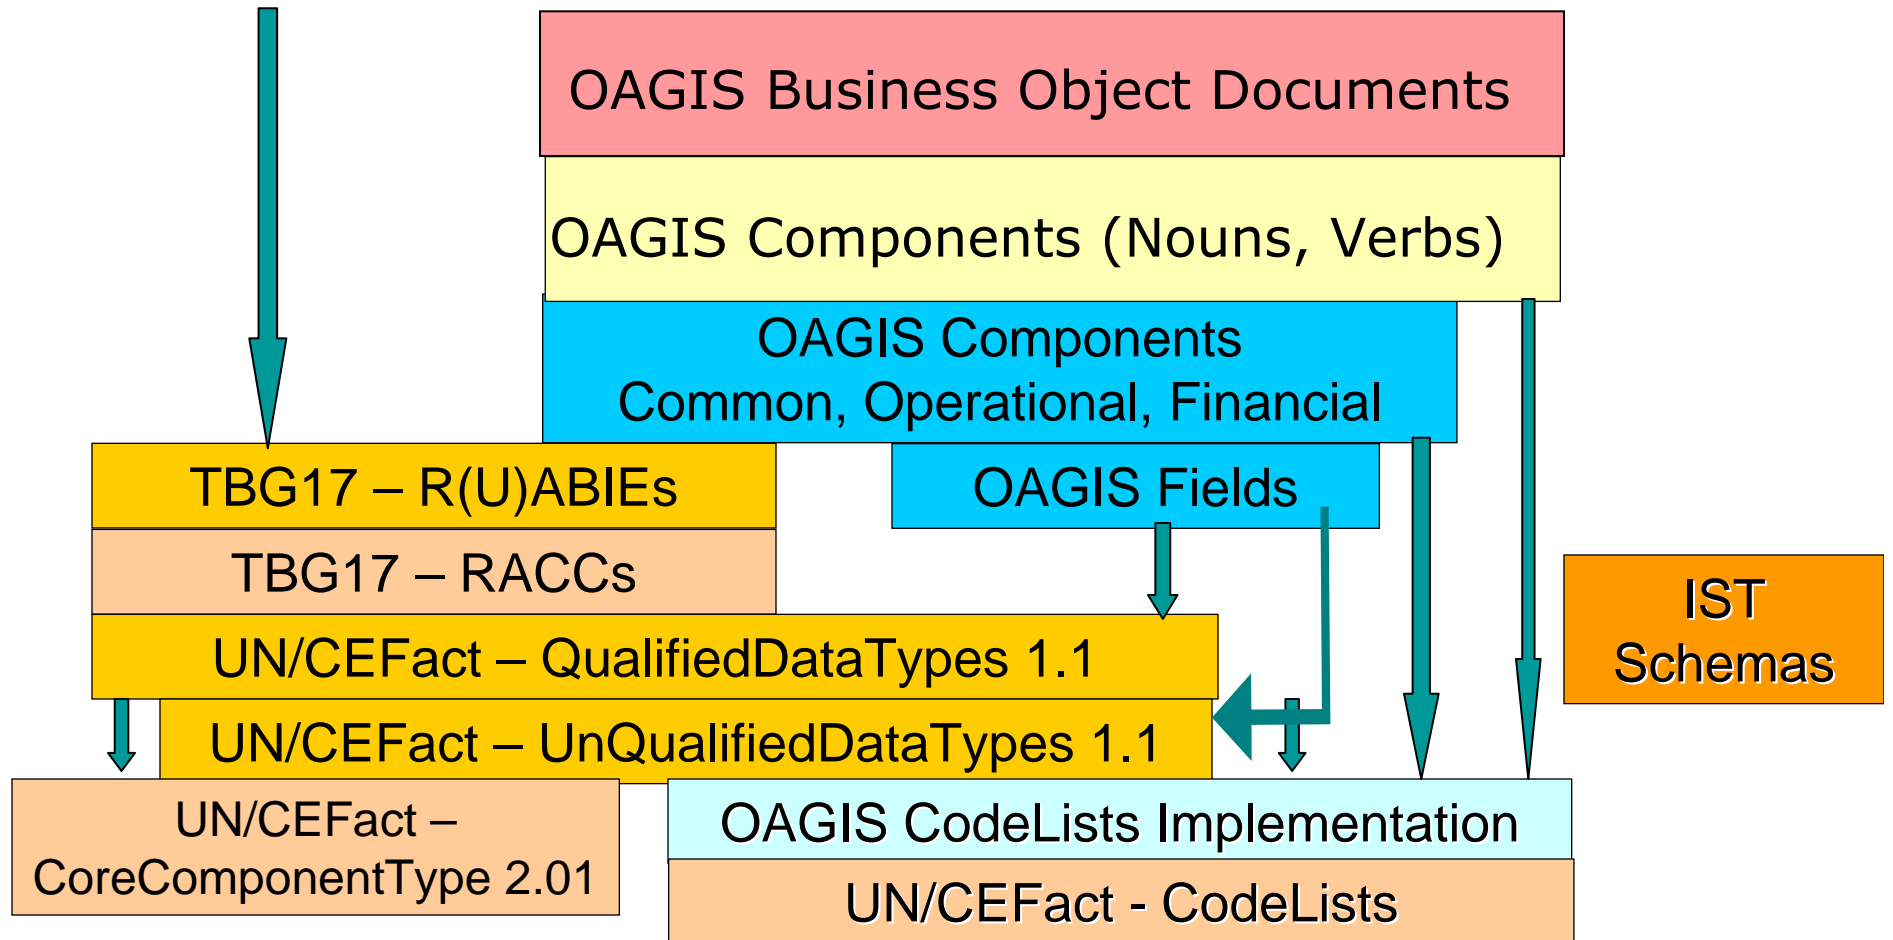 OAGIS Business Object Documents
OAGIS Components (Nouns, Verbs)
OAGIS Components
Common, Operational, Financial
TBG17 – R(U)ABIEs
OAGIS Fields
TBG17 – RACCs
IST
Schemas
UN/CEFact – QualifiedDataTypes 1.1
UN/CEFact – UnQualifiedDataTypes 1.1
UN/CEFact –
CoreComponentType 2.01
OAGIS CodeLists Implementation
UN/CEFact - CodeLists